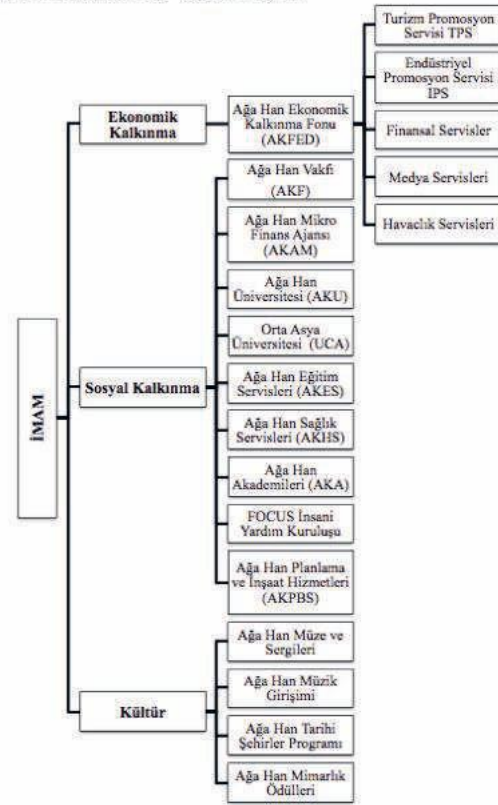 İMAM
Ekonomik
Kalkınma
Ağa Han Ekonomik
Kalkınma Fonu
(AKFED)
Turizm Promosyon
Servisi TPS
Endüstriyel
Promosyon Servisi
IPS
Finansal Servisler
Medya Servisleri
Havacılık Servisleri
Sosyal Kalkınma
Ağa Han Vakfı
(AKF)
Ağa Han Mikro
Finans Ajansı
(AKAM)
Ağa Han
Üniversitesi (AKU)
Orta Asya
Üniversitesi (UCA)
Ağa Han Eğitim
Servisleri (AKES)
Ağa Han Sağlık
Servisleri (AKHS)
Ağa Han
Akademileri (AKA)
FOCUS İnsani
Yardım Kuruluşu
Ağa Han Planlama
ve İnşaat Hizmetleri
(AKPBS)
Kültür
Ağa Han Müze ve
Sergileri
Ağa Han Müzik
Girişimi
Ağa Han Tarihi
Şehirler Programı
Ağa Han Mimarlık
Ödülleri